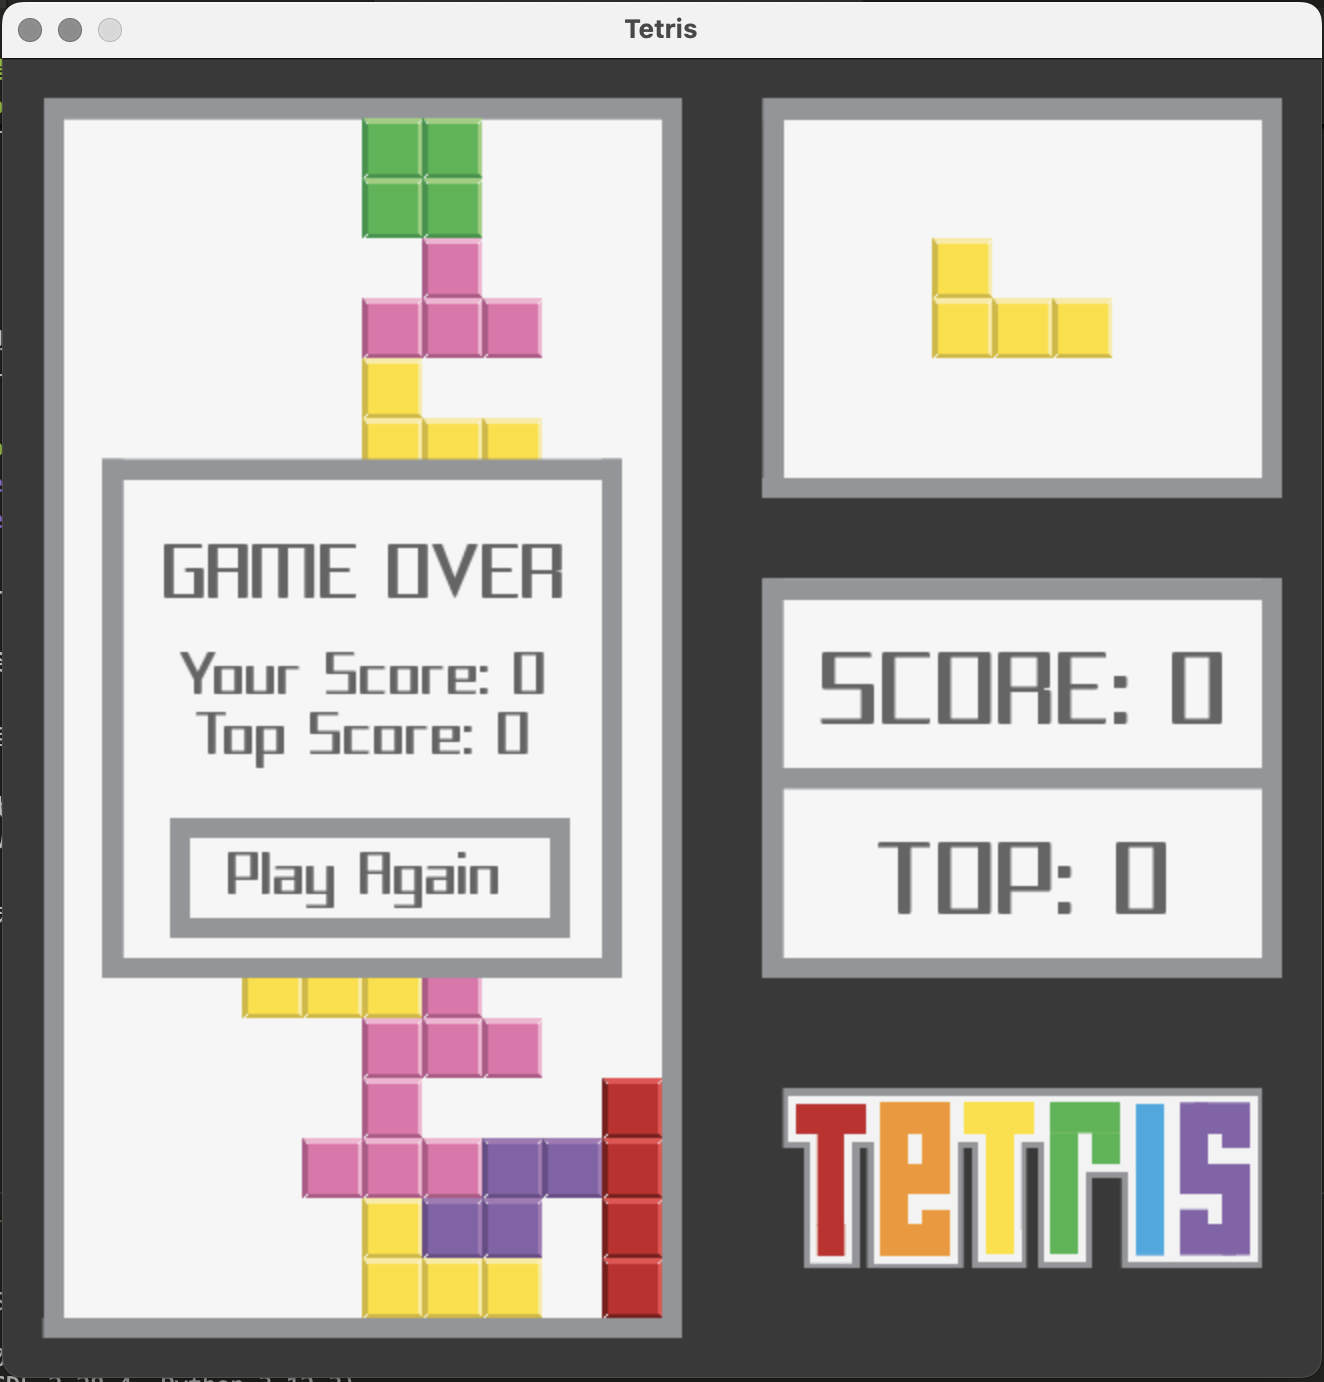 Tetris
GAME OVER
Your Score: 0
Top Score: 0
Play Again
SCORE: 0
TOP: 0
TeTrIS